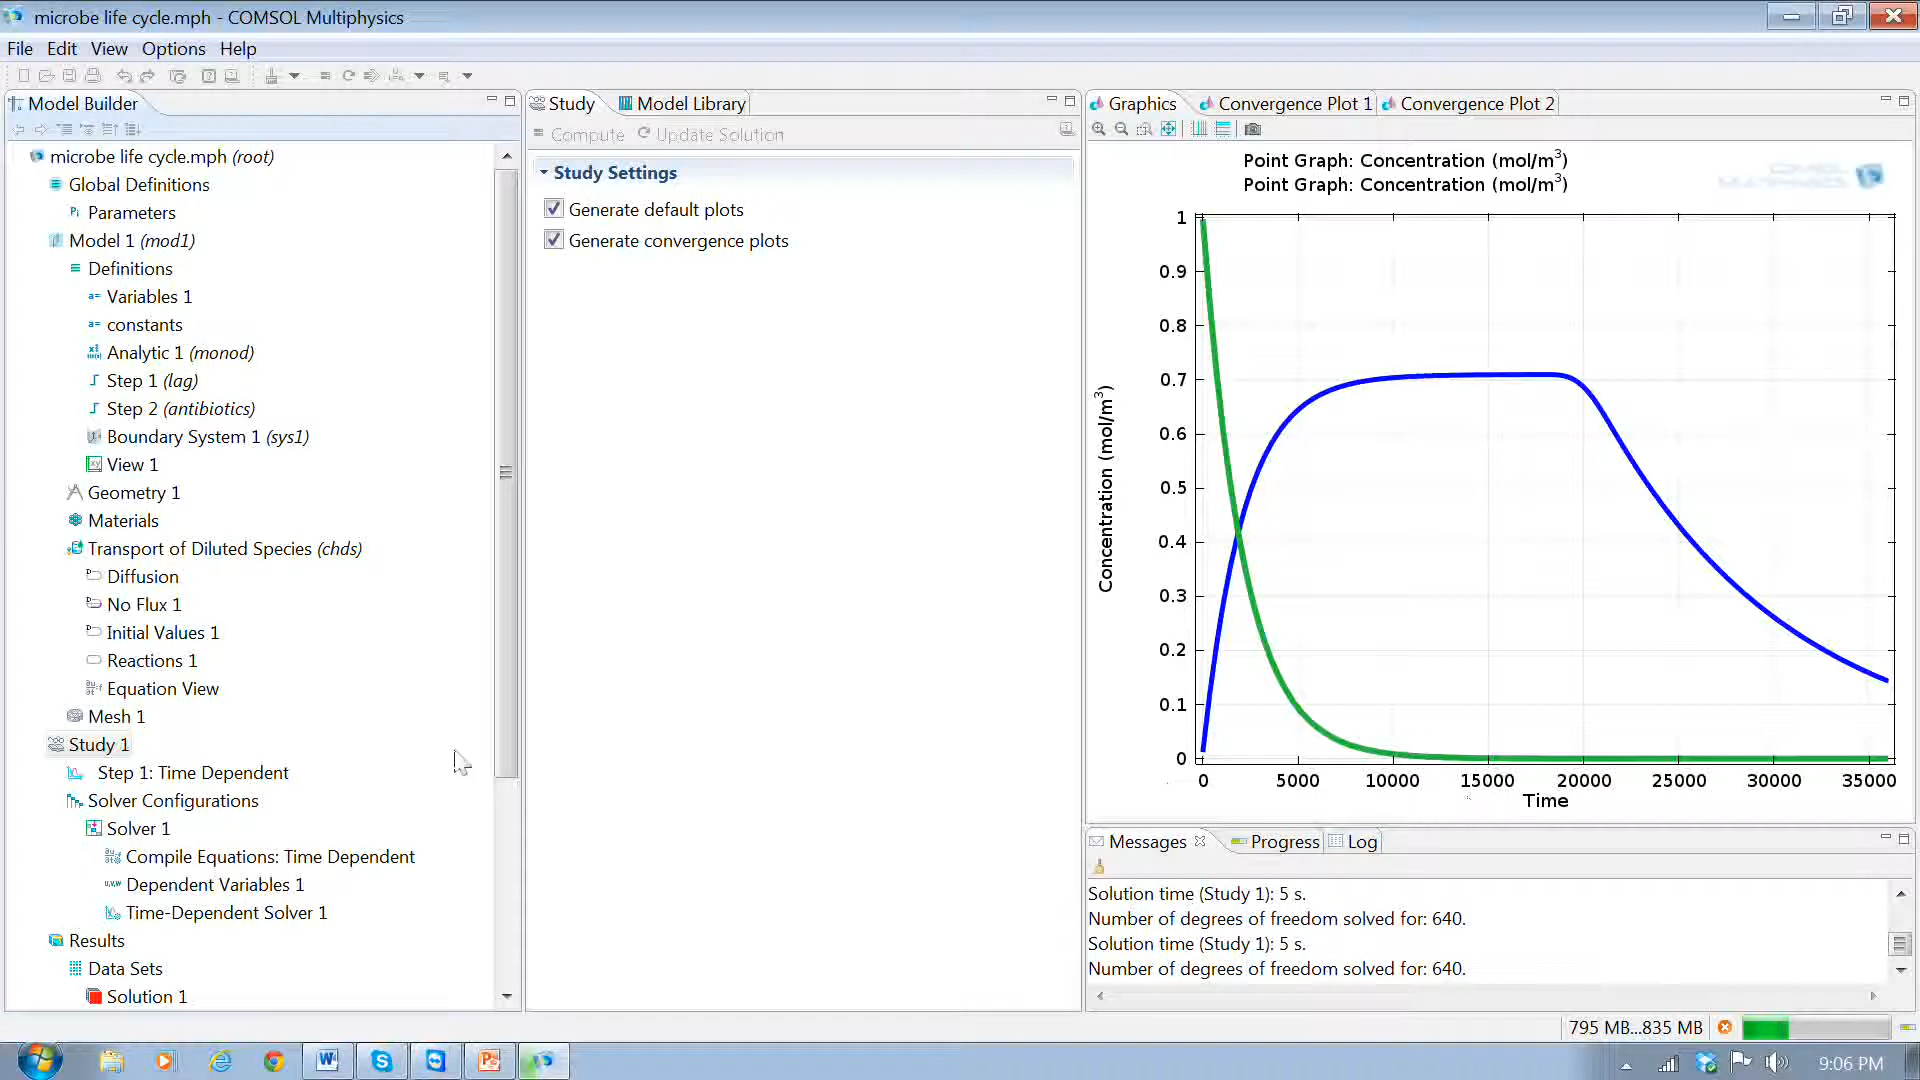 microbe life cycle.mph - COMSOL Multiphysics
File Edit View Options Help
Model Builder
microbe life cycle.mph (root)
Global Definitions
Parameters
Model 1 (mod1)
Definitions
Variables 1
constants
Analytic 1 (monod)
Step 1 (lag)
Step 2 (antibiotics)
Boundary System 1 (sys1)
View 1
Geometry 1
Materials
Transport of Diluted Species (chds)
Diffusion
No Flux 1
Initial Values 1
Reactions 1
Equation View
Mesh 1
Study 1
Step 1: Time Dependent
Solver Configurations
Solver 1
Compile Equations: Time Dependent
Dependent Variables 1
Time-Dependent Solver 1
Results
Data Sets
Solution 1
Study Model Library
Compute Update Solution
Study Settings
Generate default plots
Generate convergence plots
Graphics Convergence Plot 1 Convergence Plot 2
Point Graph: Concentration (mol/m³)
Point Graph: Concentration (mol/m³)
COMSOL
MULTIPHYSICS
1
0.9
0.8
0.7
0.6
0.5
0.4
0.3
0.2
0.1
0
Concentration (mol/m³)
0 5000 10000 15000 20000 25000 30000 35000
Time
Messages Progress Log
Solution time (Study 1): 5 s.
Number of degrees of freedom solved for: 640.
Solution time (Study 1): 5 s.
Number of degrees of freedom solved for: 640.
795 MB...835 MB
9:06 PM